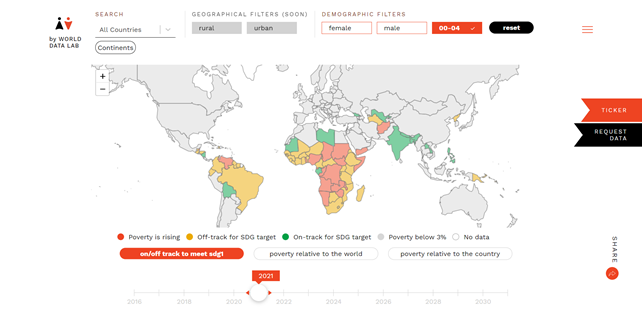 SEARCH
All Countries
Continents
GEOGRAPHICAL FILTERS (SOON)
rural
urban
DEMOGRAPHIC FILTERS
female
male
00-04
reset
by WORLD
DATA LAB
+
−
TICKER
REQUEST
DATA
Poverty is rising
Off-track for SDG target
On-track for SDG target
Poverty below 3%
No data
on/off track to meet sdg1
poverty relative to the world
poverty relative to the country
2021
2016
2018
2020
2022
2024
2026
2028
2030
SHARE